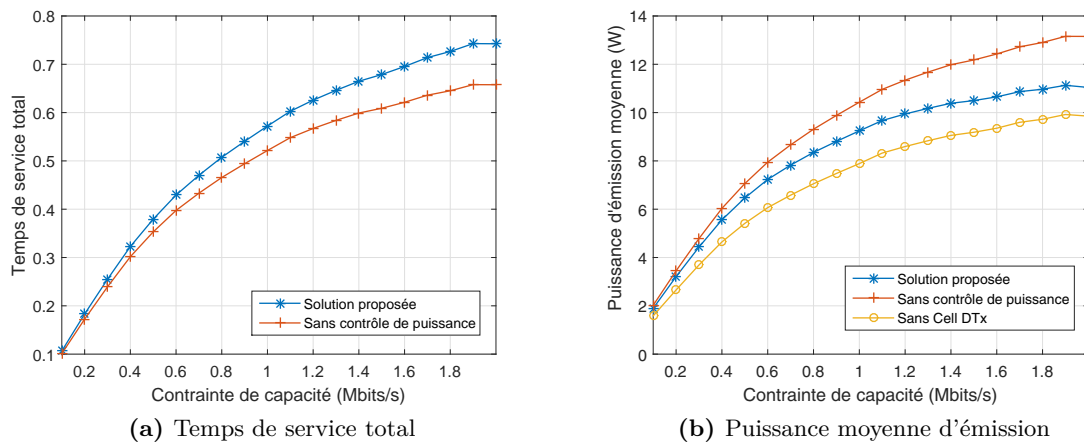 0.8
0.7
0.6
0.5
0.4
0.3
0.2
0.1
Temps de service total
Solution proposée
Sans contrôle de puissance
0.2 0.4 0.6 0.8 1 1.2 1.4 1.6 1.8
Contrainte de capacité (Mbits/s)
(a) Temps de service total
14
12
10
8
6
4
2
0
Puissance d'émission moyenne (W)
Solution proposée
Sans contrôle de puissance
Sans Cell DTx
0.2 0.4 0.6 0.8 1 1.2 1.4 1.6 1.8
Contrainte de capacité (Mbits/s)
(b) Puissance moyenne d'émission